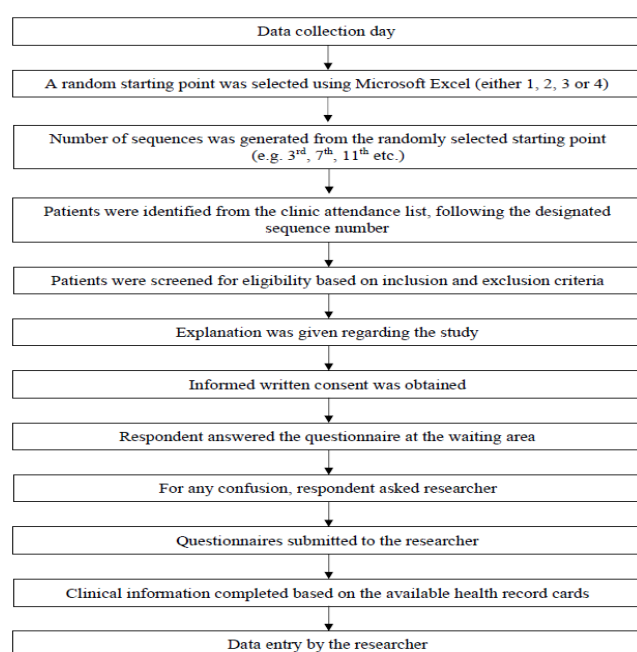 Data collection day
A random starting point was selected using Microsoft Excel (either 1, 2, 3 or 4)
Number of sequences was generated from the randomly selected starting point
(e.g. 3rd, 7th, 11th etc.)
Patients were identified from the clinic attendance list, following the designated
sequence number
Patients were screened for eligibility based on inclusion and exclusion criteria
Explanation was given regarding the study
Informed written consent was obtained
Respondent answered the questionnaire at the waiting area
For any confusion, respondent asked researcher
Questionnaires submitted to the researcher
Clinical information completed based on the available health record cards
Data entry by the researcher